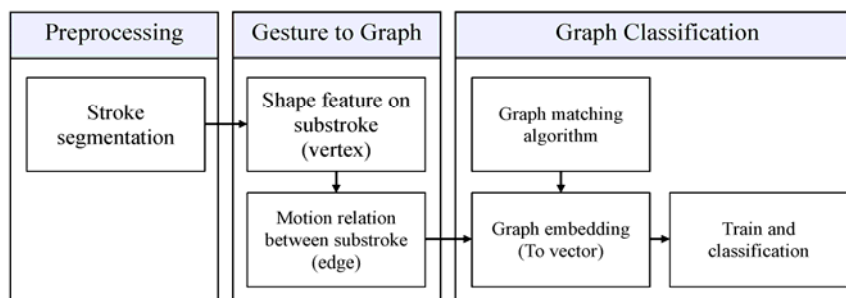 Preprocessing
Stroke
segmentation
Gesture to Graph
Shape feature on
substroke
(vertex)
Motion relation
between substroke
(edge)
Graph Classification
Graph matching
algorithm
Graph embedding
(To vector)
Train and
classification